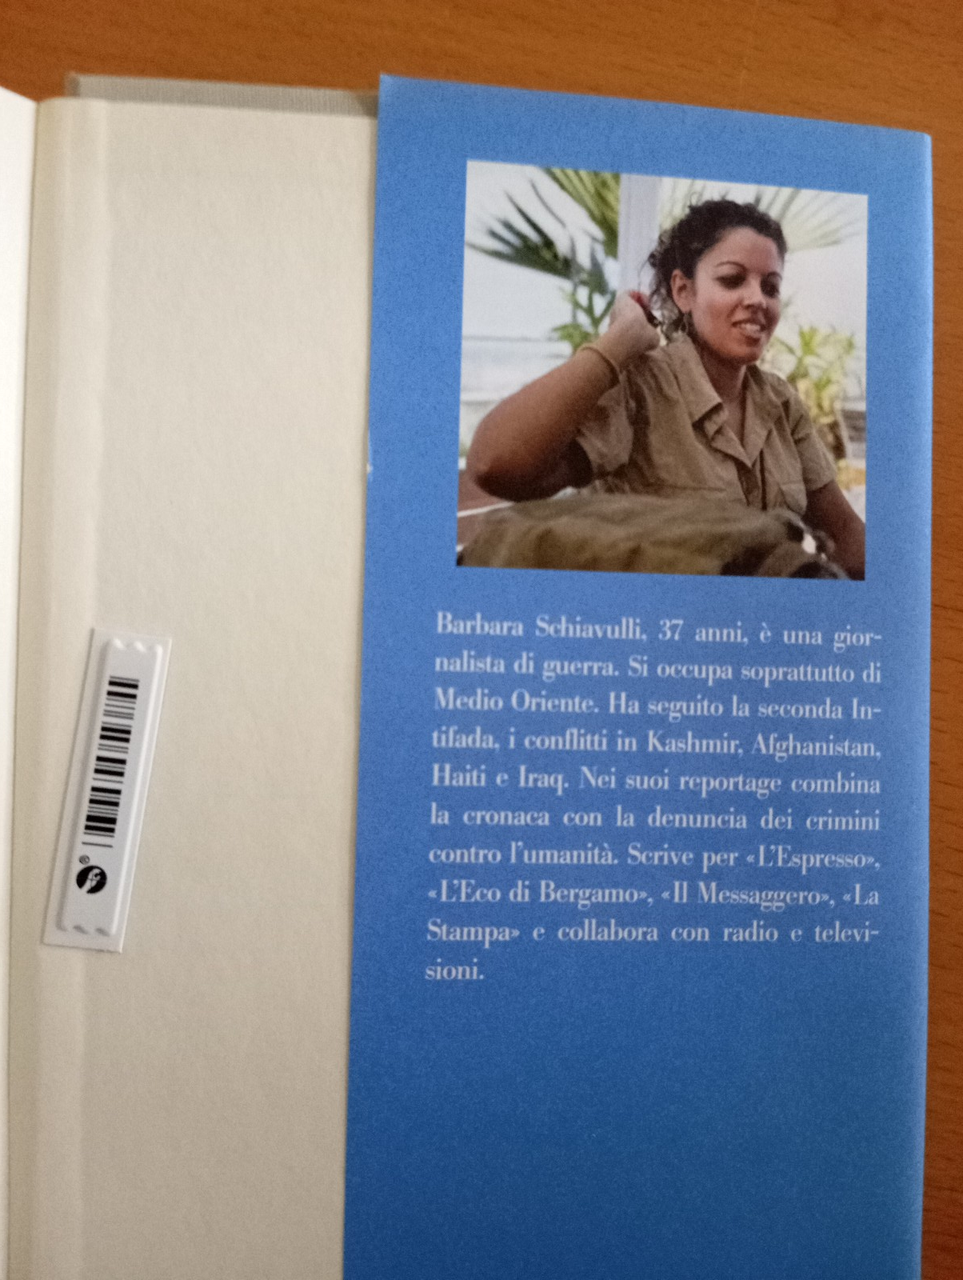 Barbara Schiavulli, 37 anni, è una gior-
nalista di guerra. Si occupa soprattutto di
Medio Oriente. Ha seguito la seconda In-
tifada, i conflitti in Kashmir, Afghanistan,
Haiti e Iraq. Nei suoi reportage combina
la cronaca con la denuncia dei crimini
contro l'umanità. Scrive per «L'Espresso»,
«L'Eco di Bergamo», «Il Messaggero», «La
Stampa» e collabora con radio e televi-
sioni.
®